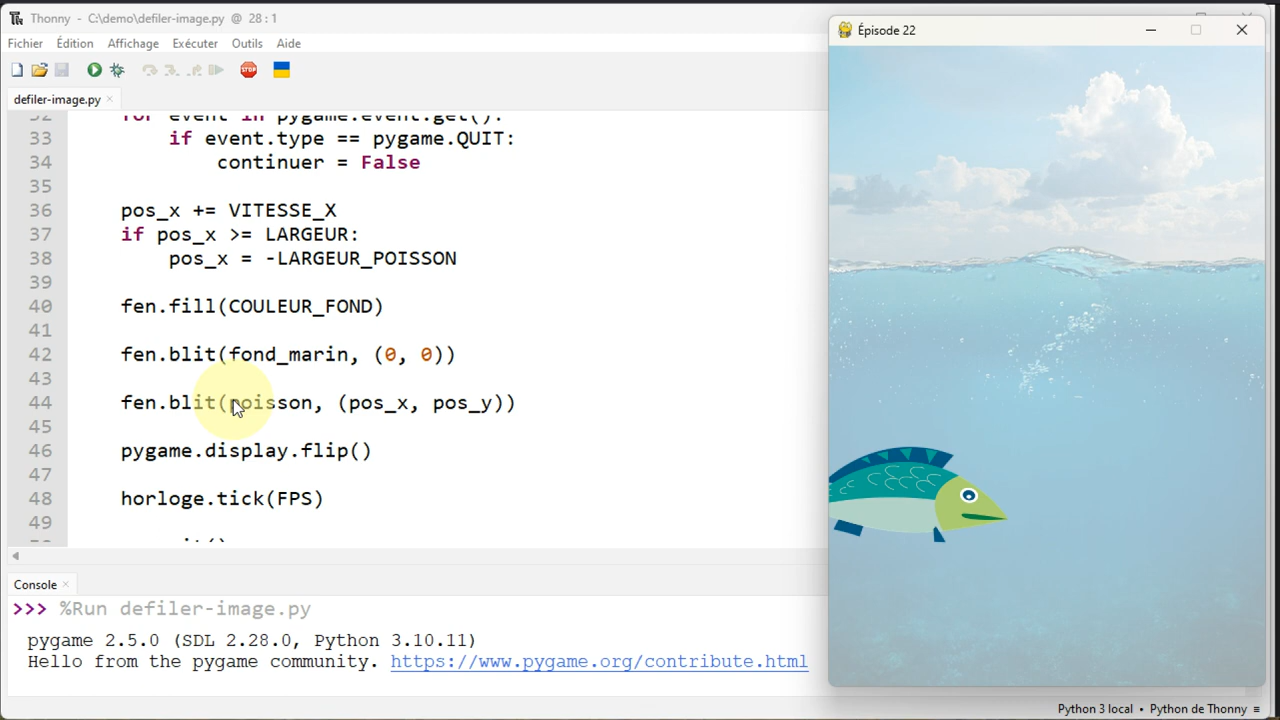 Thonny - C:\demo\defiler-image.py @ 28:1
Fichier Édition Affichage Exécuter Outils Aide
STOP
defiler-image.py ×
32 for event in pygame.event.get():
33 if event.type == pygame.QUIT:
34 continuer = False
35
36 pos_x += VITESSE_X
37 if pos_x >= LARGEUR:
38 pos_x = -LARGEUR_POISSON
39
40 fen.fill(COULEUR_FOND)
41
42 fen.blit(fond_marin, (0, 0))
43
44 fen.blit(poisson, (pos_x, pos_y))
45
46 pygame.display.flip()
47
48 horloge.tick(FPS)
49
Console ×
>>> %Run defiler-image.py
pygame 2.5.0 (SDL 2.28.0, Python 3.10.11)
Hello from the pygame community. https://www.pygame.org/contribute.html
Épisode 22
Python 3 local • Python de Thonny ≡